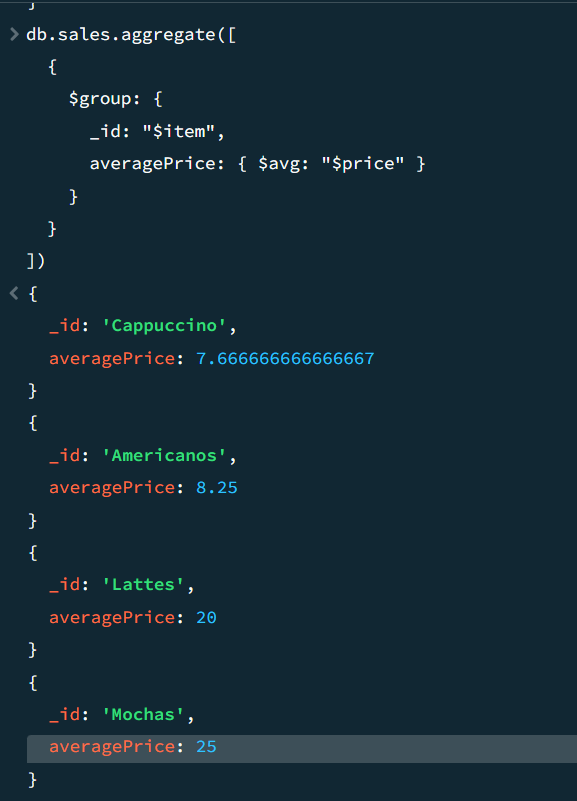 }
> db.sales.aggregate([
{
$group: {
_id: "$item",
averagePrice: { $avg: "$price" }
}
}
])
< {
_id: 'Cappuccino',
averagePrice: 7.666666666666667
}
{
_id: 'Americanos',
averagePrice: 8.25
}
{
_id: 'Lattes',
averagePrice: 20
}
{
_id: 'Mochas',
averagePrice: 25
}